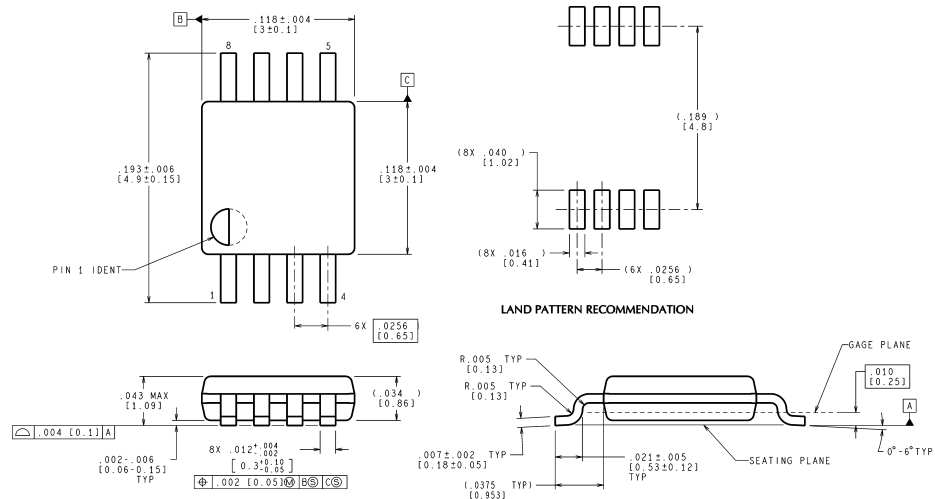 B
.118±.004
[3±0.1]
8
5
C
.193±.006
[4.9±0.15]
.118±.004
[3±0.1]
PIN 1 IDENT
1
4
6X .0256
[0.65]
(.189 )
[4.8]
(8X .040 )
[1.02]
(8X .016 )
[0.41]
(6X .0256 )
[0.65]
LAND PATTERN RECOMMENDATION
.043 MAX
[1.09]
(.034 )
[0.86]
⌓ .004 [0.1] A
.002-.006
[0.06-0.15]
TYP
8X .012 +.004 -.002
[ 0.3 +0.10 -0.05 ]
⌖ .002 [0.05]Ⓜ BⓈ CⓈ
R.005 TYP
[0.13]
R.005 TYP
[0.13]
GAGE PLANE
.010
[0.25]
A
0°-6° TYP
.007±.002 TYP
[0.18±0.05]
.021±.005
[0.53±0.12]
TYP
SEATING PLANE
(.0375 TYP)
[0.953]